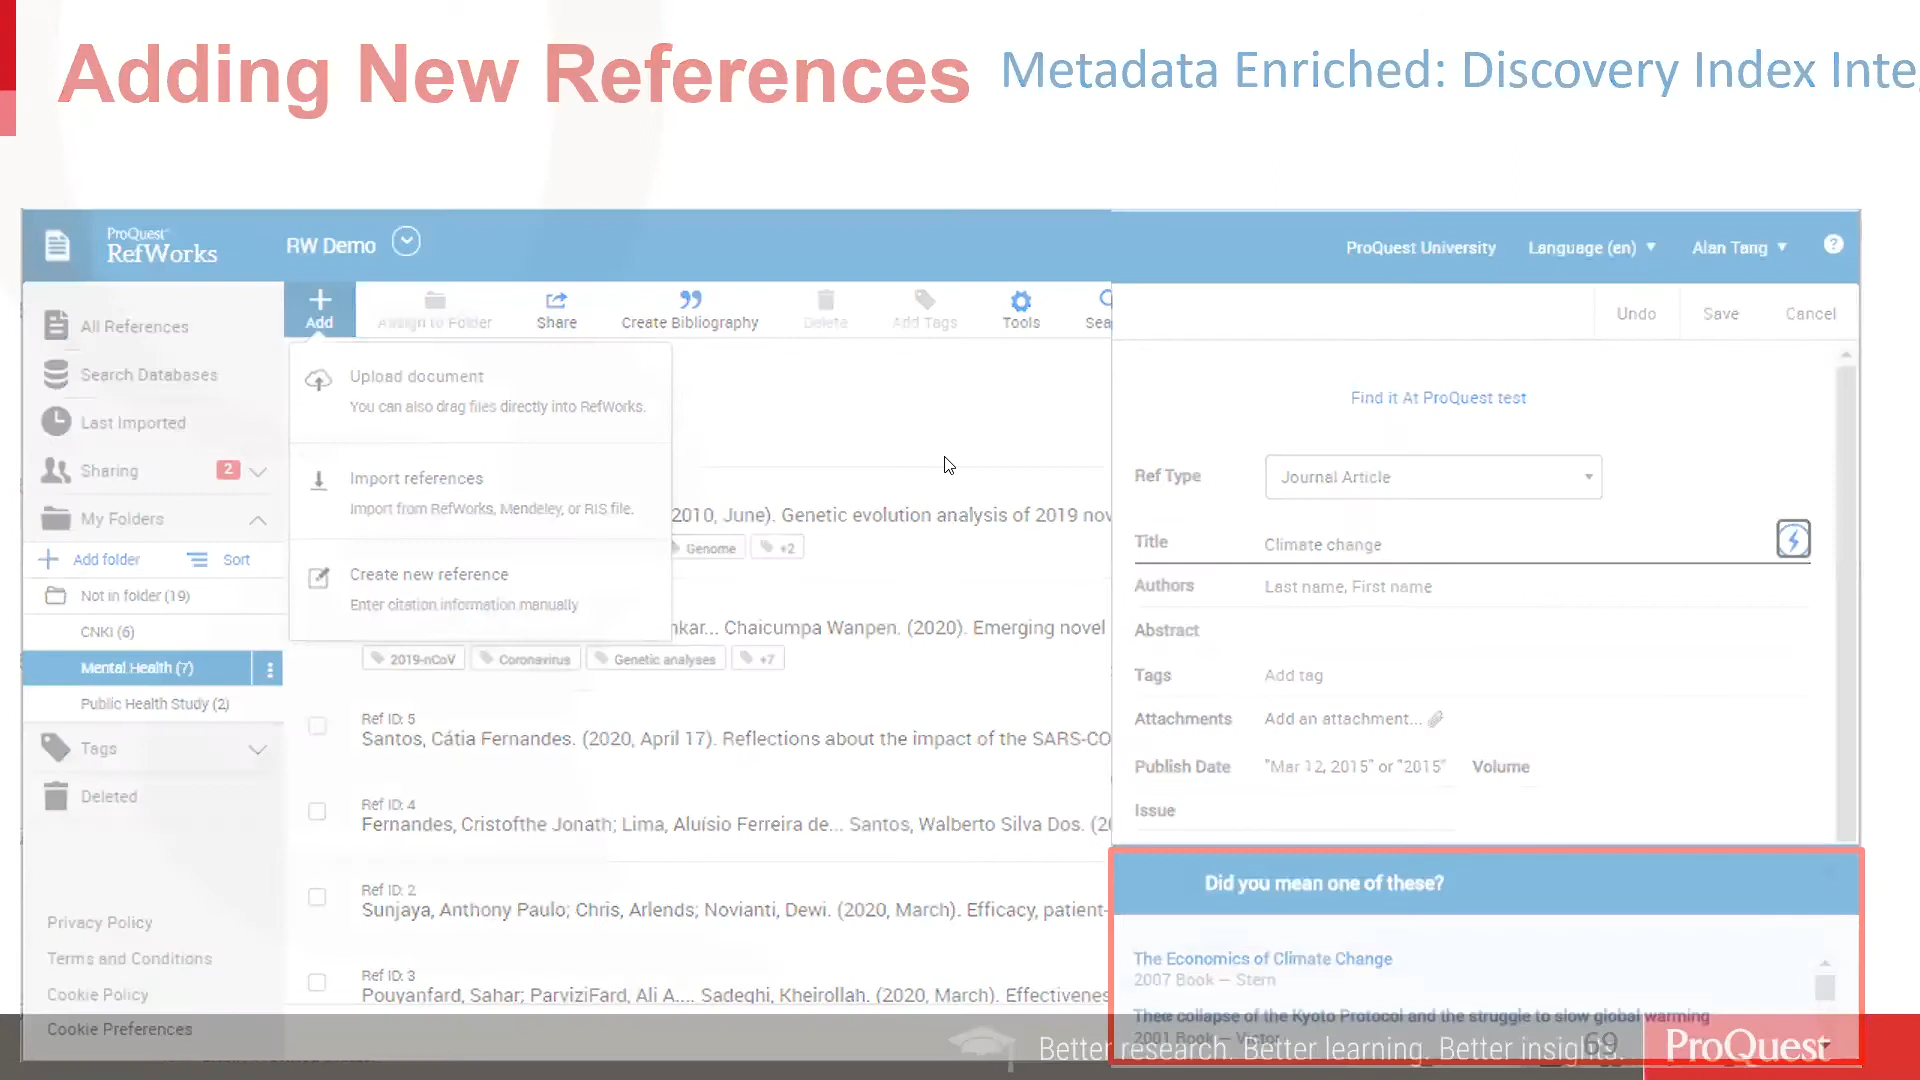 Adding New References
Metadata Enriched: Discovery Index Inte
ProQuest
RefWorks
RW Demo
ProQuest University
Language (en)
Alan Tang
?
All References
Search Databases
Last Imported
Sharing
2
My Folders
Add folder
Sort
Not in folder (19)
CNKI (6)
Mental Health (7)
Public Health Study (2)
Tags
Deleted
Privacy Policy
Terms and Conditions
Cookie Policy
Cookie Preferences
Add
Assign to Folder
Share
Create Bibliography
Delete
Add Tags
Tools
Sea
Upload document
You can also drag files directly into RefWorks.
Import references
Import from RefWorks, Mendeley, or RIS file.
Create new reference
Enter citation information manually
2010, June). Genetic evolution analysis of 2019 nov
Genome
+2
nkar... Chaicumpa Wanpen. (2020). Emerging novel
2019-nCoV
Coronavirus
Genetic analyses
+7
Ref ID: 5
Santos, Cátia Fernandes. (2020, April 17). Reflections about the impact of the SARS-CO
Ref ID: 4
Fernandes, Cristofthe Jonath; Lima, Aluísio Ferreira de... Santos, Walberto Silva Dos. (20
Ref ID: 2
Sunjaya, Anthony Paulo; Chris, Arlends; Novianti, Dewi. (2020, March). Efficacy, patient-
Ref ID: 3
Pouyanfard, Sahar; ParviziFard, Ali A.... Sadeghi, Kheirollah. (2020, March). Effectivenes
Undo
Save
Cancel
Find it At ProQuest test
Ref Type
Journal Article
Title
Climate change
Authors
Last name, First name
Abstract
Tags
Add tag
Attachments
Add an attachment...
Publish Date
"Mar 12, 2015" or "2015"
Volume
Issue
Did you mean one of these?
The Economics of Climate Change
2007 Book — Stern
Thee collapse of the Kyoto Protocol and the struggle to slow global warming
2001 Book — Victor
Better research. Better learning. Better insights.
69
ProQuest